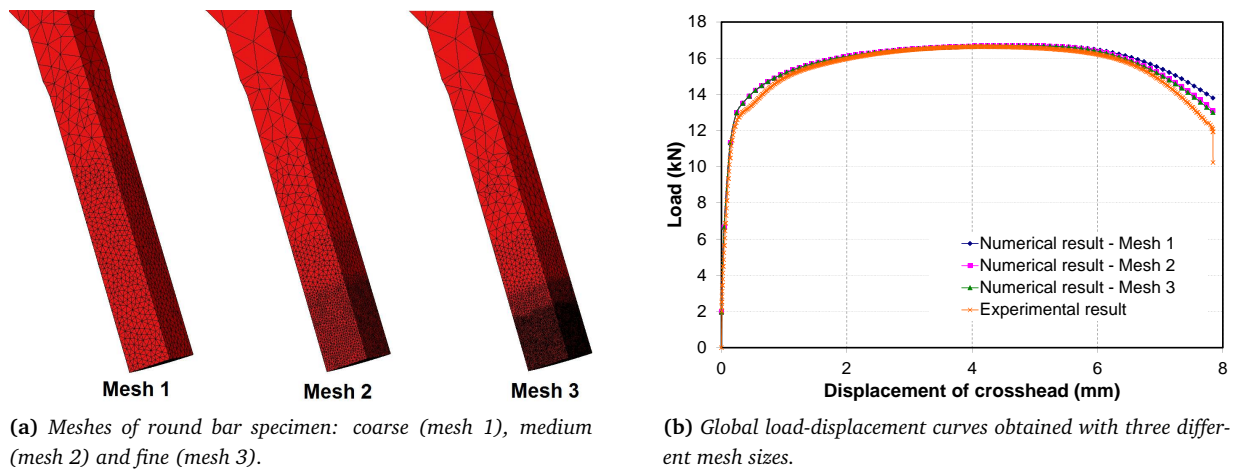 Mesh 1
Mesh 2
Mesh 3
(a) Meshes of round bar specimen: coarse (mesh 1), medium
(mesh 2) and fine (mesh 3).
18
16
14
12
10
8
6
4
2
0
Load (kN)
Numerical result - Mesh 1
Numerical result - Mesh 2
Numerical result - Mesh 3
Experimental result
0 2 4 6 8
Displacement of crosshead (mm)
(b) Global load-displacement curves obtained with three differ-
ent mesh sizes.